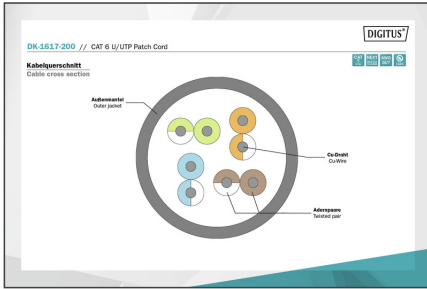 DIGITUS®
DK-1617-200 // CAT 6 U/UTP Patch Cord
Kabelquerschnitt
Cable cross section
Außenmantel
Outer jacket
Cu-Draht
Cu-Wire
Aderpaare
Twisted pair